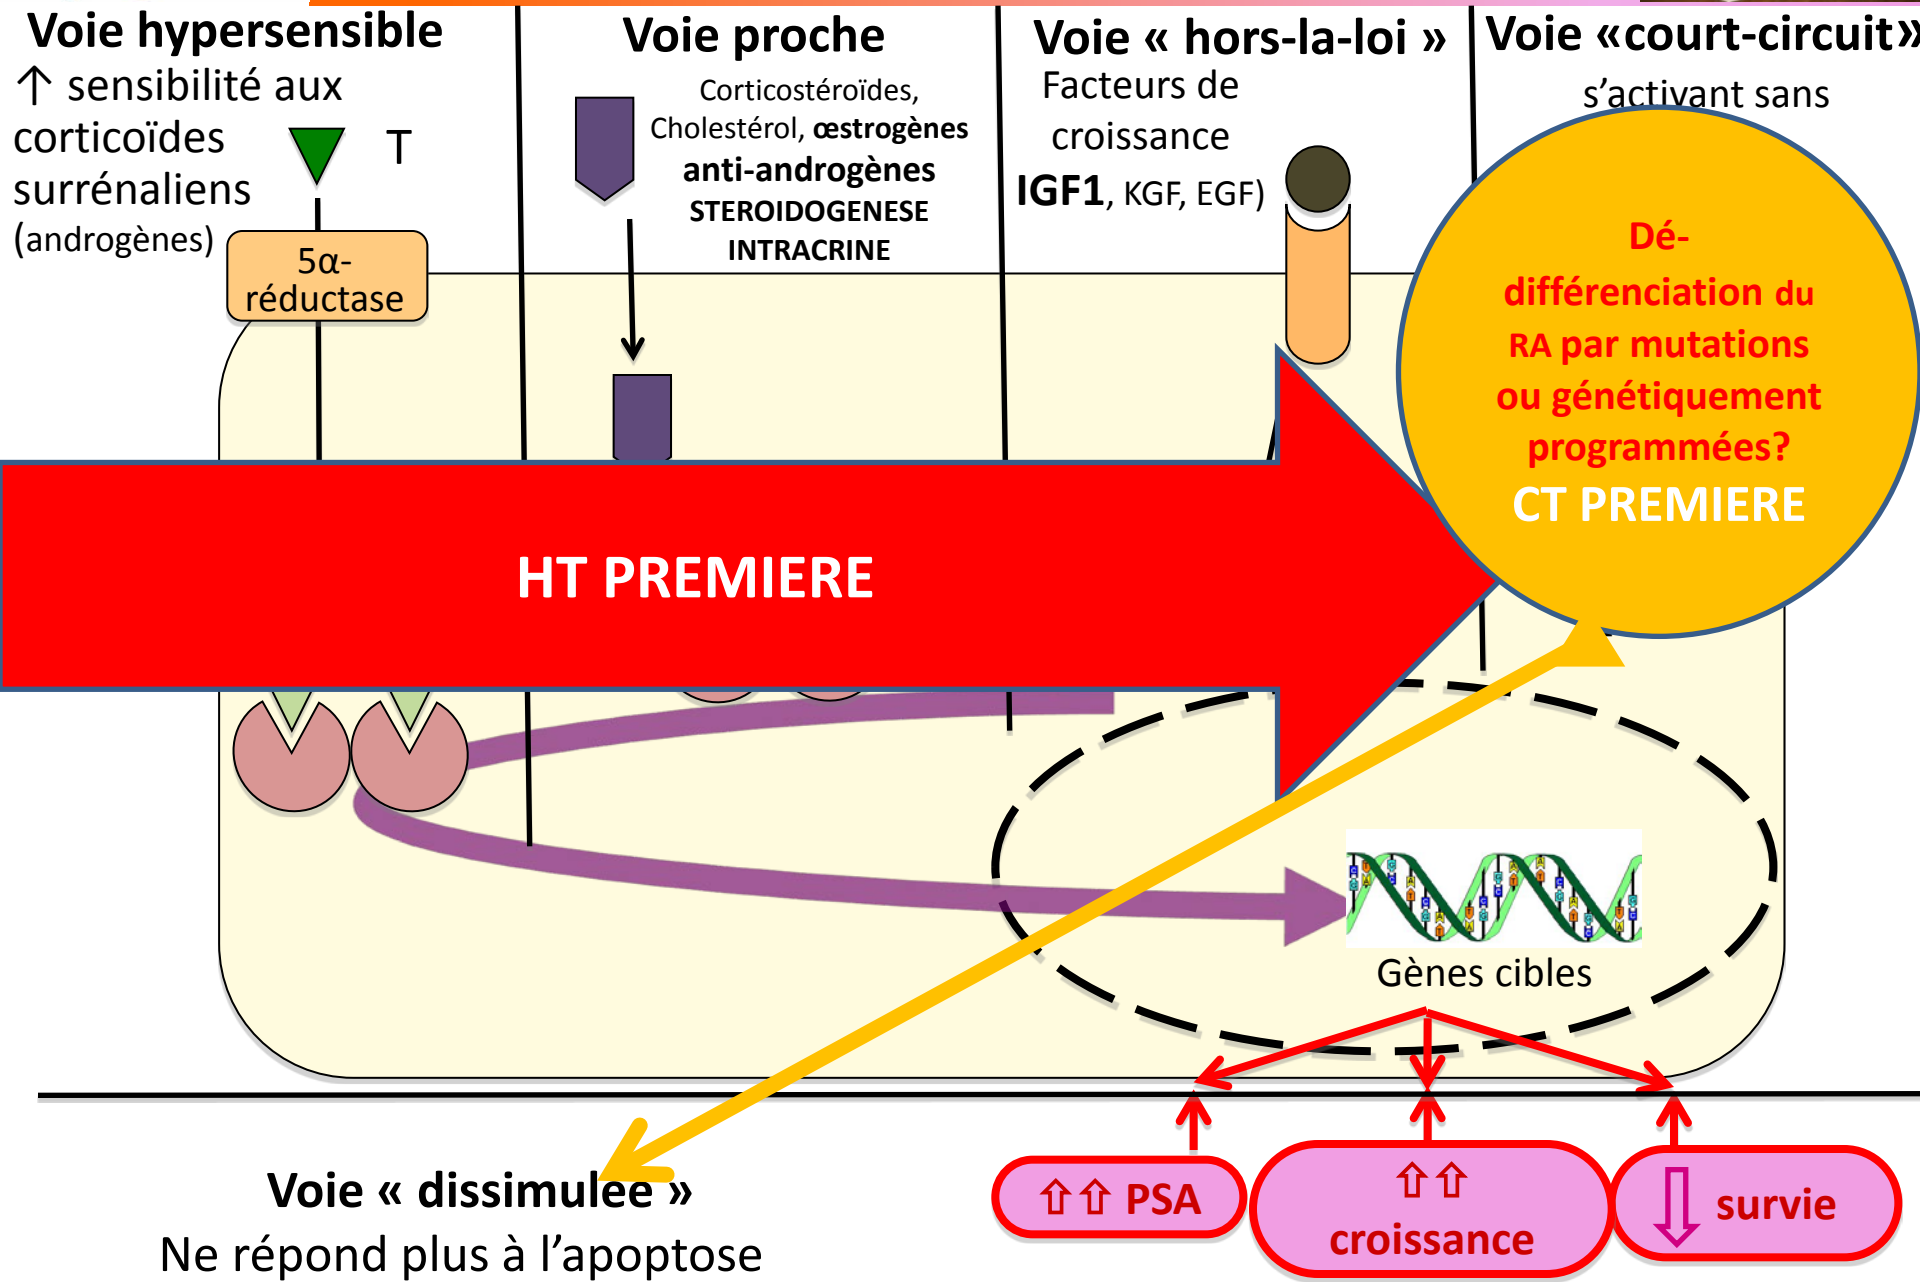 Voie hypersensible
↑ sensibilité aux
corticoïdes
surrénaliens
(androgènes)
T
5α-
réductase
Voie proche
Corticostéroïdes,
Cholestérol, œstrogènes
anti-androgènes
STEROIDOGENESE
INTRACRINE
Voie « hors-la-loi »
Facteurs de
croissance
IGF1, KGF, EGF)
Voie «court-circuit»
s’activant sans
Dé-
différenciation du
RA par mutations
ou génétiquement
programmées?
CT PREMIERE
HT PREMIERE
Gènes cibles
Voie « dissimulée »
Ne répond plus à l’apoptose
⇧⇧ PSA
⇧⇧
croissance
⇩ survie